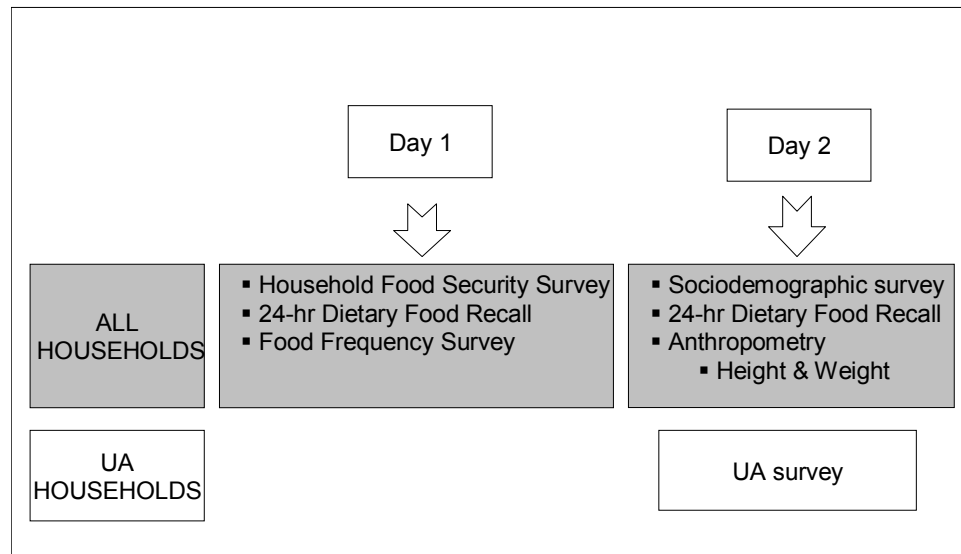 Day 1
Day 2
ALL
HOUSEHOLDS
▪ Household Food Security Survey
▪ 24-hr Dietary Food Recall
▪ Food Frequency Survey
▪ Sociodemographic survey
▪ 24-hr Dietary Food Recall
▪ Anthropometry
▪ Height & Weight
UA
HOUSEHOLDS
UA survey